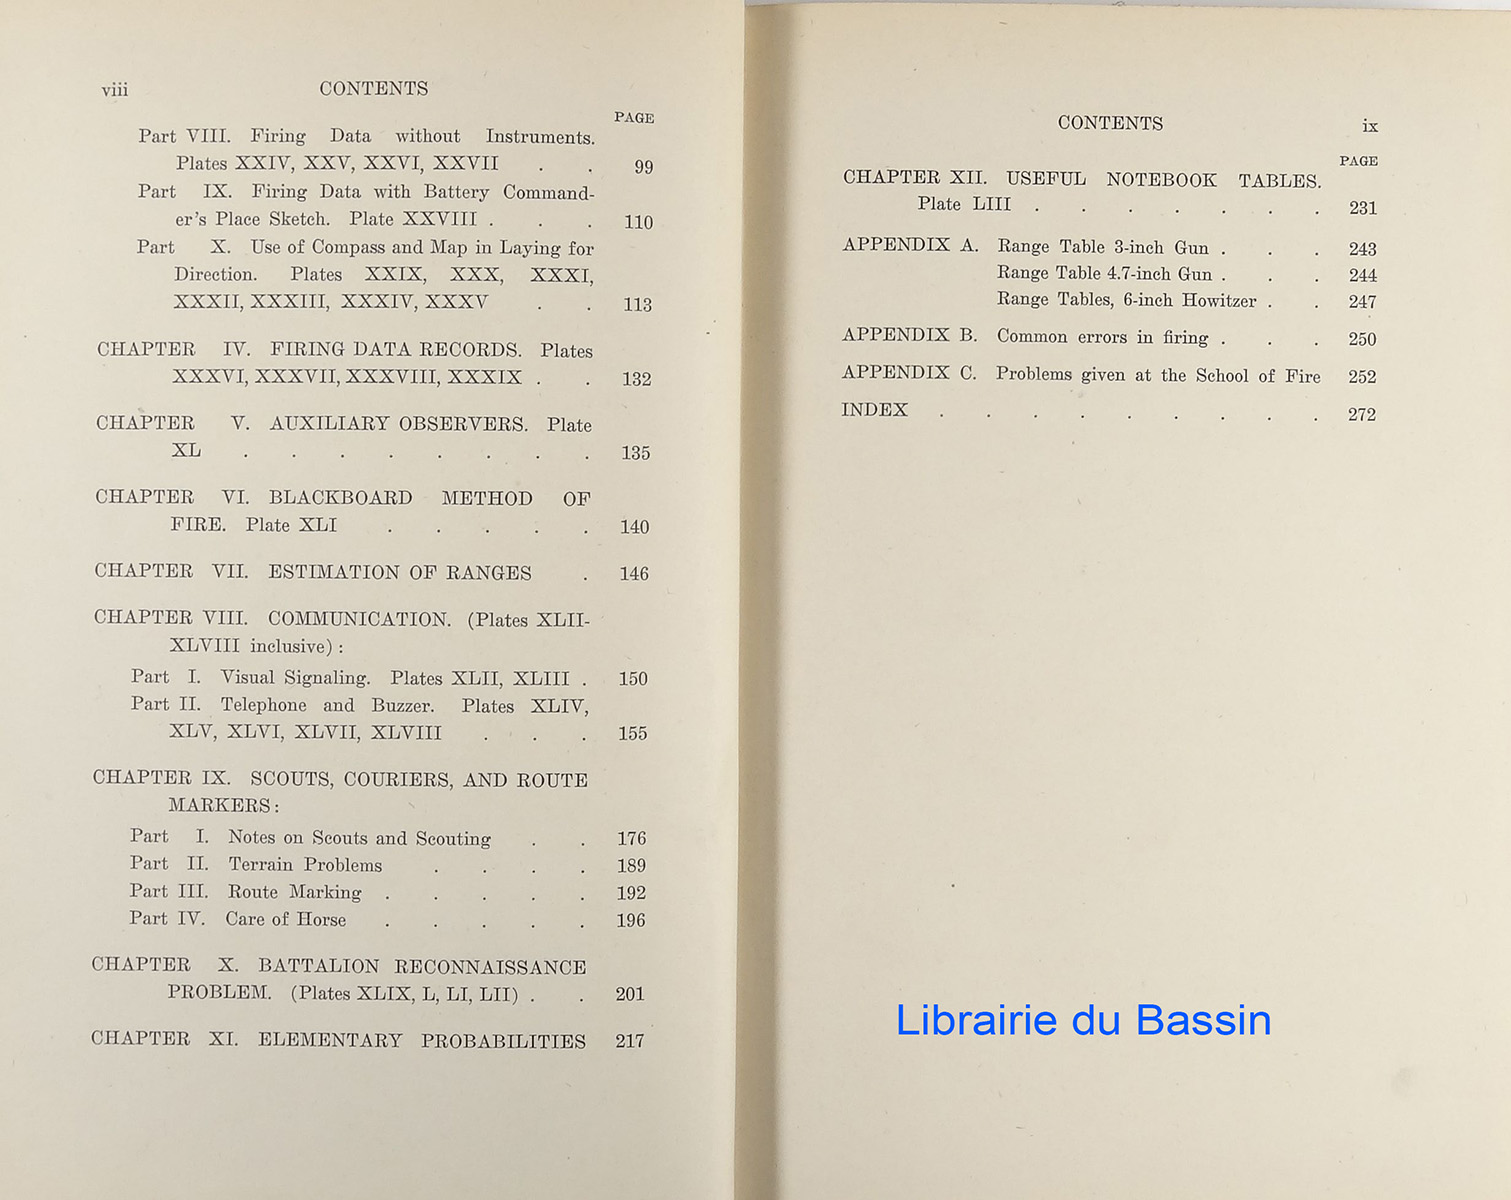 viii CONTENTS
PAGE
Part VIII. Firing Data without Instruments.
Plates XXIV, XXV, XXVI, XXVII . . 99
Part IX. Firing Data with Battery Command-
er's Place Sketch. Plate XXVIII . . . 110
Part X. Use of Compass and Map in Laying for
Direction. Plates XXIX, XXX, XXXI,
XXXII, XXXIII, XXXIV, XXXV . . 113
CHAPTER IV. FIRING DATA RECORDS. Plates
XXXVI, XXXVII, XXXVIII, XXXIX . . 132
CHAPTER V. AUXILIARY OBSERVERS. Plate
XL . . . . . . . . 135
CHAPTER VI. BLACKBOARD METHOD OF
FIRE. Plate XLI . . . . . 140
CHAPTER VII. ESTIMATION OF RANGES . 146
CHAPTER VIII. COMMUNICATION. (Plates XLII-
XLVIII inclusive) :
Part I. Visual Signaling. Plates XLII, XLIII . 150
Part II. Telephone and Buzzer. Plates XLIV,
XLV, XLVI, XLVII, XLVIII . . . 155
CHAPTER IX. SCOUTS, COURIERS, AND ROUTE
MARKERS :
Part I. Notes on Scouts and Scouting . . 176
Part II. Terrain Problems . . . . 189
Part III. Route Marking . . . . . 192
Part IV. Care of Horse . . . . . 196
CHAPTER X. BATTALION RECONNAISSANCE
PROBLEM. (Plates XLIX, L, LI, LII) . . 201
CHAPTER XI. ELEMENTARY PROBABILITIES 217
CONTENTS ix
PAGE
CHAPTER XII. USEFUL NOTEBOOK TABLES.
Plate LIII . . . . . . . 231
APPENDIX A. Range Table 3-inch Gun . . . 243
Range Table 4.7-inch Gun . . . 244
Range Tables, 6-inch Howitzer . . 247
APPENDIX B. Common errors in firing . . . 250
APPENDIX C. Problems given at the School of Fire 252
INDEX . . . . . . . . . 272
Librairie du Bassin